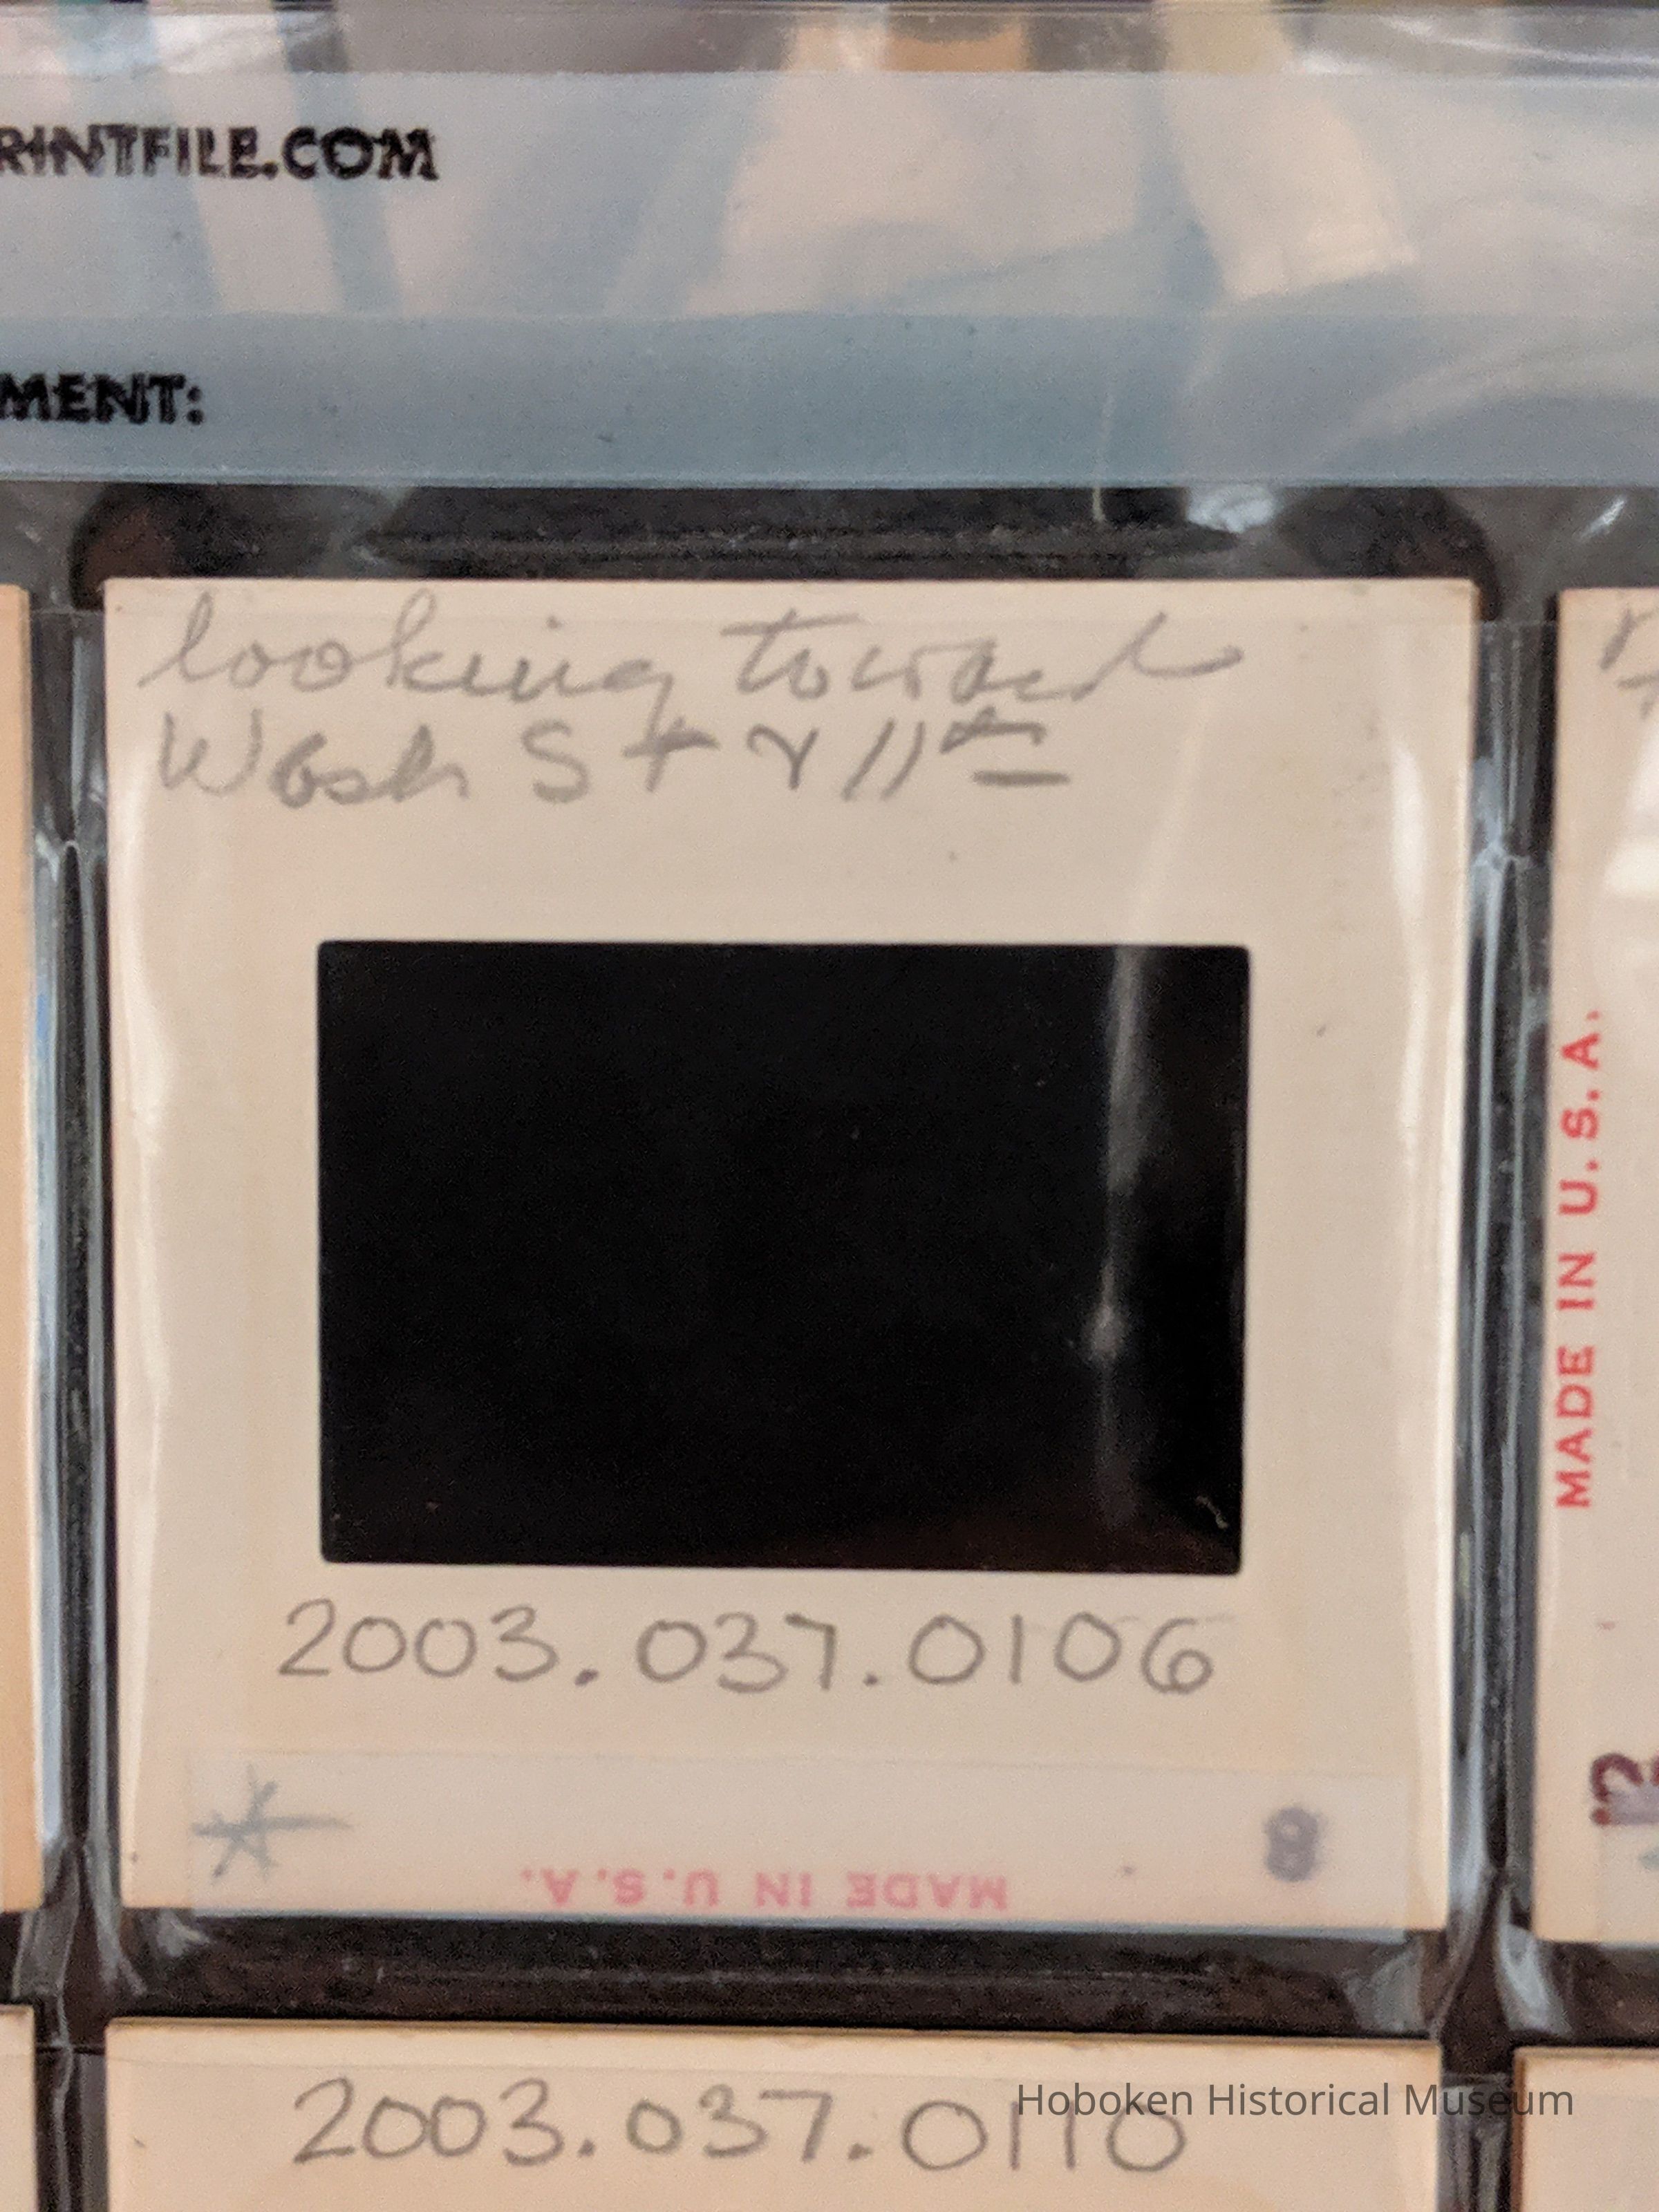 RINTFILE.COM
MENT:
looking toward
Wash St & 11th
2003.037.0106
8
MADE IN U.S.A.
MADE IN U.S.A.
12
2003.037.0110
Hoboken Historical Museum